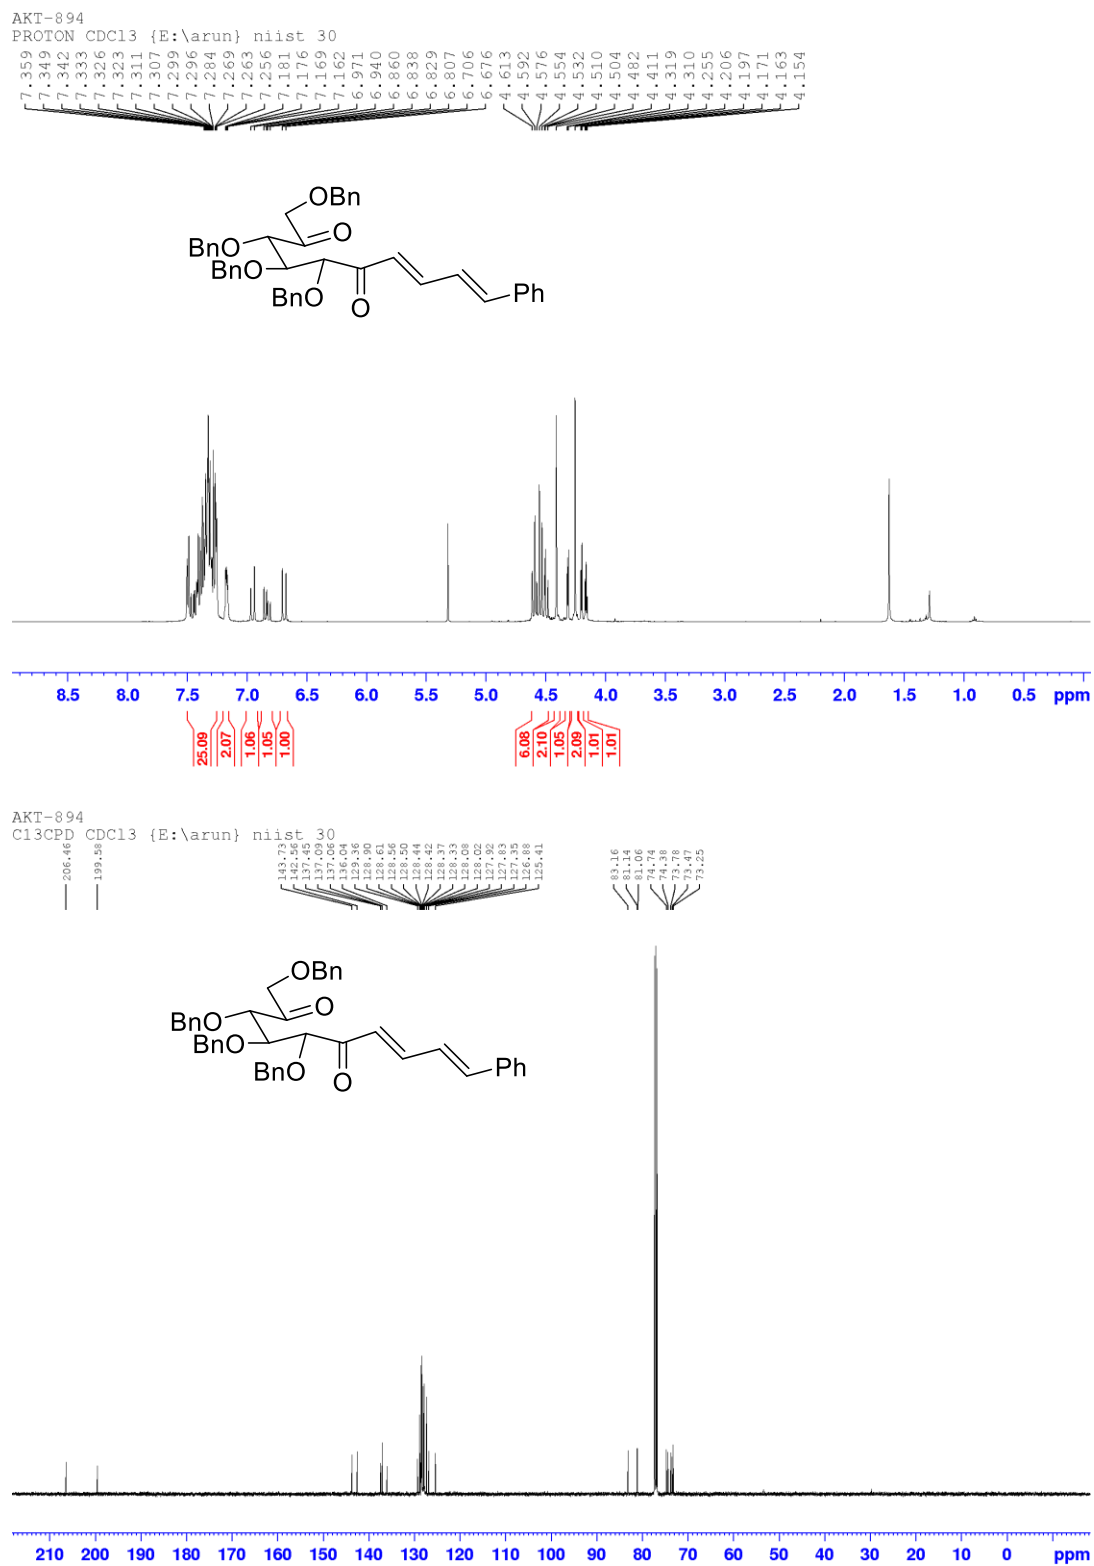 AKT-894
PROTON CDCl3 {E:\arun} niist 30
7.359 7.349 7.342 7.333 7.326 7.323 7.311 7.307 7.299 7.296 7.284 7.269 7.263 7.256 7.181 7.176 7.169 7.162 6.971 6.940 6.860 6.838 6.829 6.807 6.706 6.676 4.613 4.592 4.576 4.554 4.532 4.510 4.504 4.482 4.411 4.319 4.310 4.255 4.206 4.197 4.171 4.163 4.154
OBn
BnO O
BnO
BnO O Ph
8.5 8.0 7.5 7.0 6.5 6.0 5.5 5.0 4.5 4.0 3.5 3.0 2.5 2.0 1.5 1.0 0.5 ppm
25.09 2.07 1.06 1.05 1.00 6.08 2.10 1.05 2.09 1.01 1.01
AKT-894
C13CPD CDCl3 {E:\arun} niist 30
206.46 199.58 143.73 142.56 137.45 137.09 137.06 136.04 129.36 128.90 128.61 128.56 128.50 128.44 128.42 128.37 128.33 128.08 128.02 127.92 127.83 127.35 126.88 125.41 83.16 81.14 81.06 74.74 74.38 73.78 73.47 73.25
OBn
BnO O
BnO
BnO O Ph
210 200 190 180 170 160 150 140 130 120 110 100 90 80 70 60 50 40 30 20 10 0 ppm